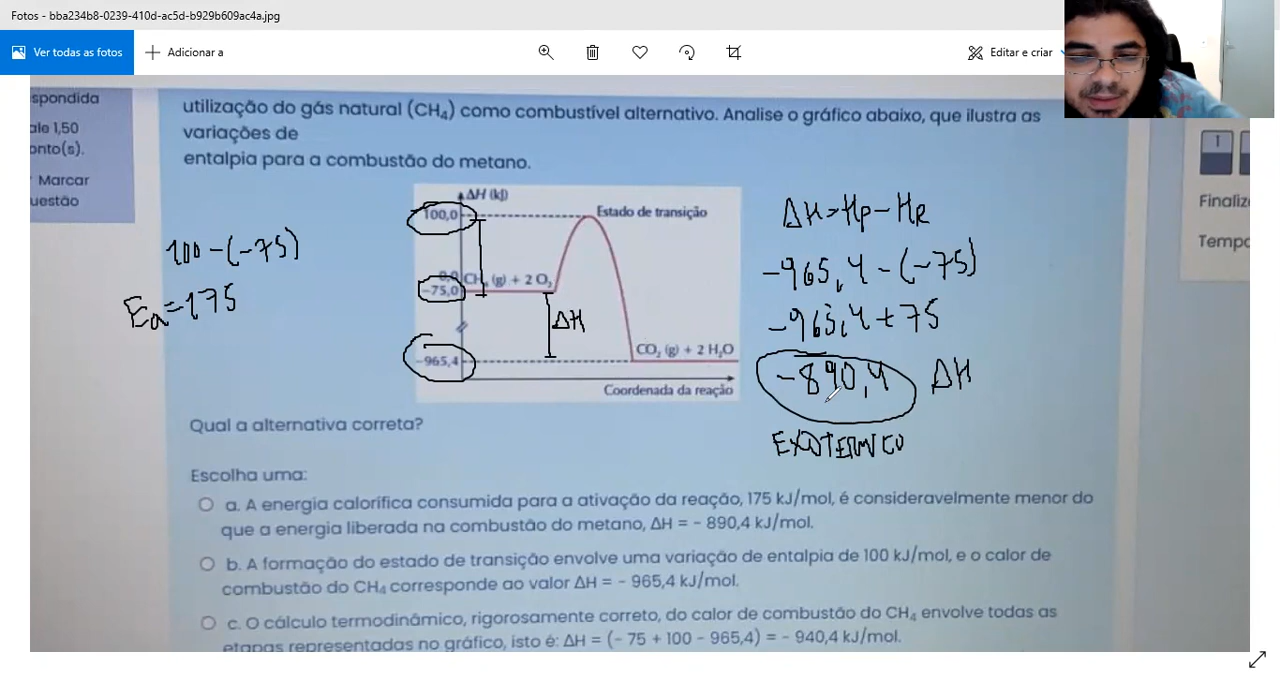 Fotos - bba234b8-0239-410d-ac5d-b929b609ac4a.jpg
Ver todas as fotos
Adicionar a
Editar e criar
spondida
ale 1,50
onto(s).
Marcar
uestão
utilização do gás natural (CH₄) como combustível alternativo. Analise o gráfico abaixo, que ilustra as
variações de
entalpia para a combustão do metano.
ΔH (kJ)
100,0
Estado de transição
CH₄ (g) + 2 O₂
-75,0
-965,4
CO₂ (g) + 2 H₂O
Coordenada da reação
ΔH
100 - (-75)
Ea = 175
ΔH = Hp - HR
-965,4 - (-75)
-965,4 + 75
-890,4 ΔH
EXOTERMICO
1
Finaliz
Tempo
Qual a alternativa correta?
Escolha uma:
a. A energia calorífica consumida para a ativação da reação, 175 kJ/mol, é consideravelmente menor do
que a energia liberada na combustão do metano, ΔH = - 890,4 kJ/mol.
b. A formação do estado de transição envolve uma variação de entalpia de 100 kJ/mol, e o calor de
combustão do CH₄ corresponde ao valor ΔH = - 965,4 kJ/mol.
c. O cálculo termodinâmico, rigorosamente correto, do calor de combustão do CH₄ envolve todas as
etapas representadas no gráfico, isto é: ΔH = (- 75 + 100 - 965,4) = - 940,4 kJ/mol.